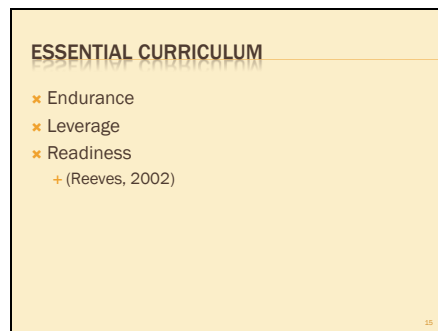 ESSENTIAL CURRICULUM
Endurance
Leverage
Readiness
+ (Reeves, 2002)
15